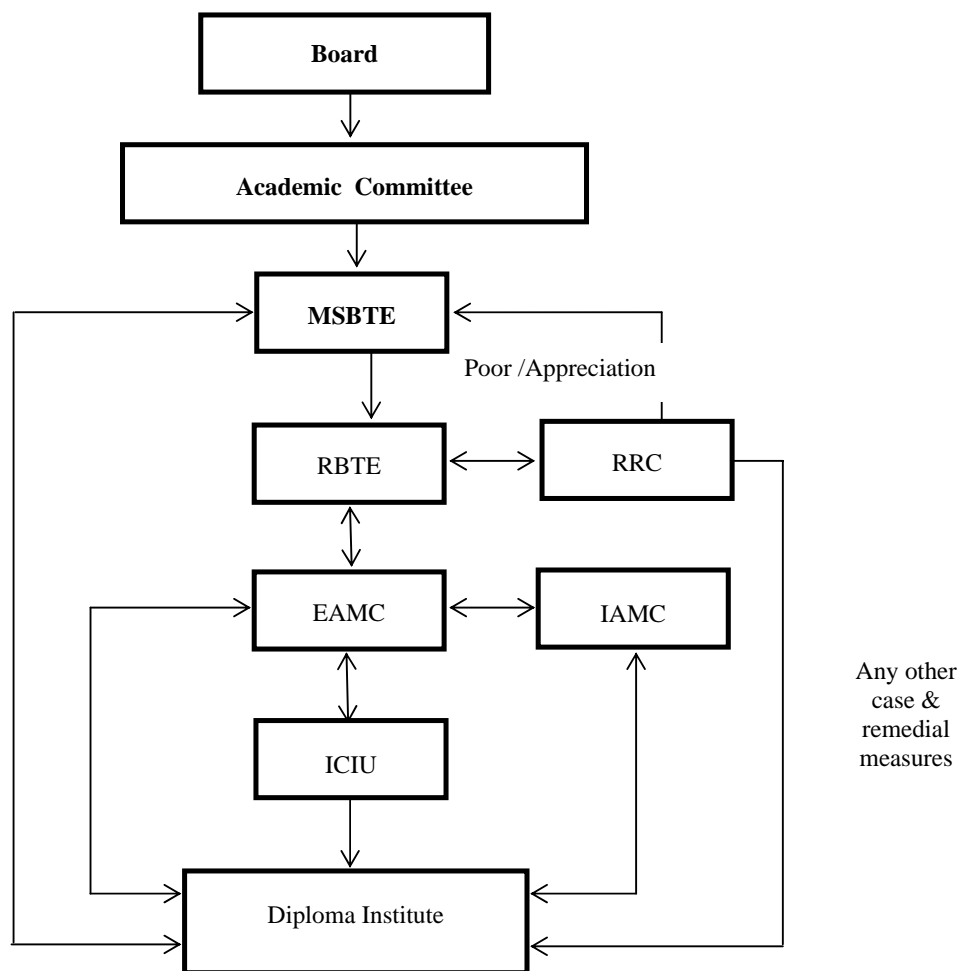 Board
Academic Committee
MSBTE
Poor /Appreciation
RBTE
RRC
EAMC
IAMC
Any other
case &
remedial
measures
ICIU
Diploma Institute